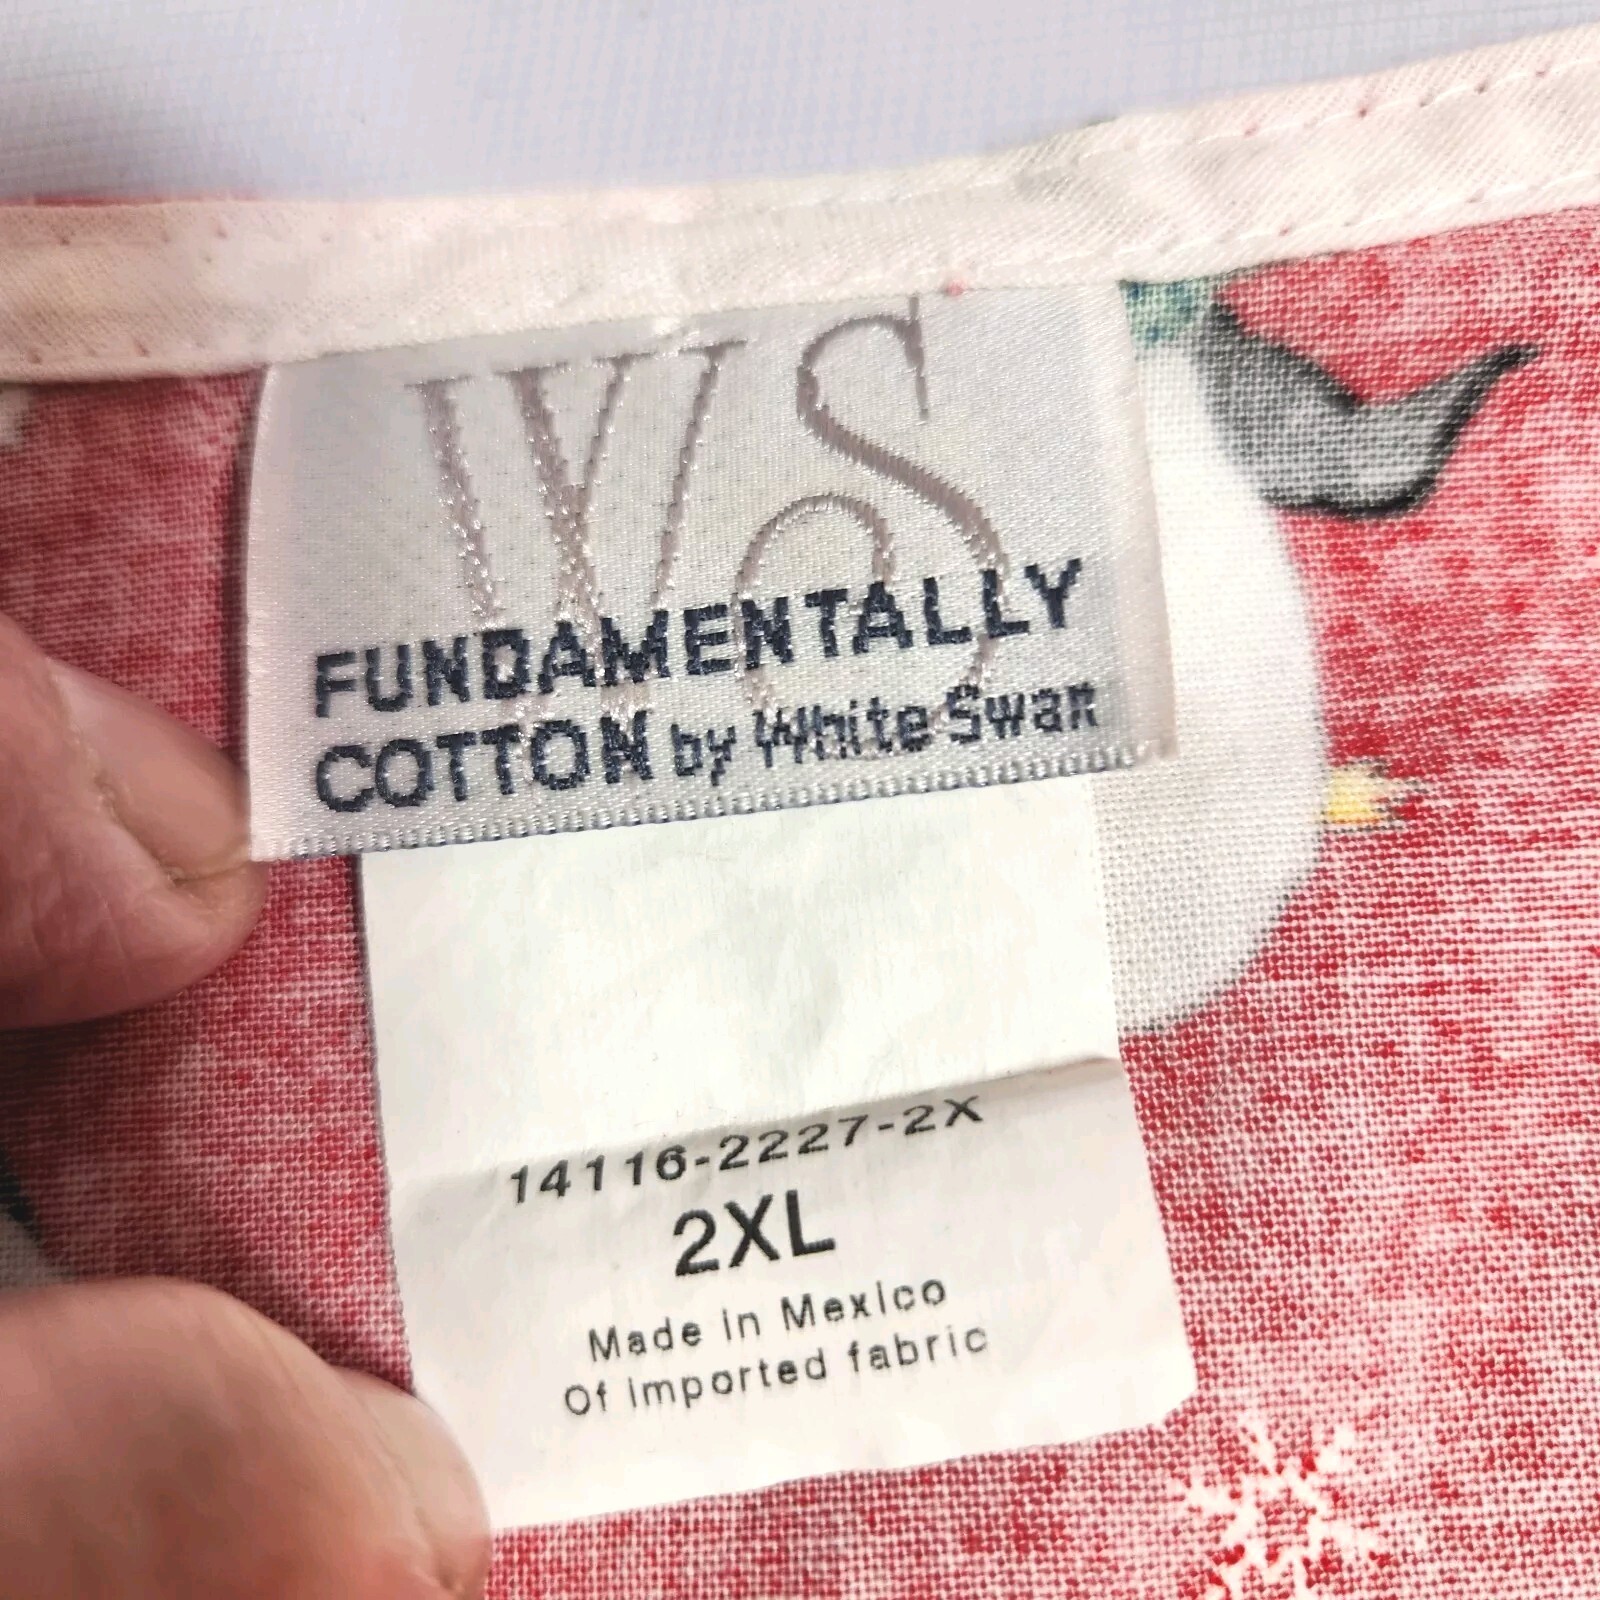 WS
FUNDAMENTALLY
COTTON by White Swan
14116-2227-2X
2XL
Made in Mexico
Of imported fabric